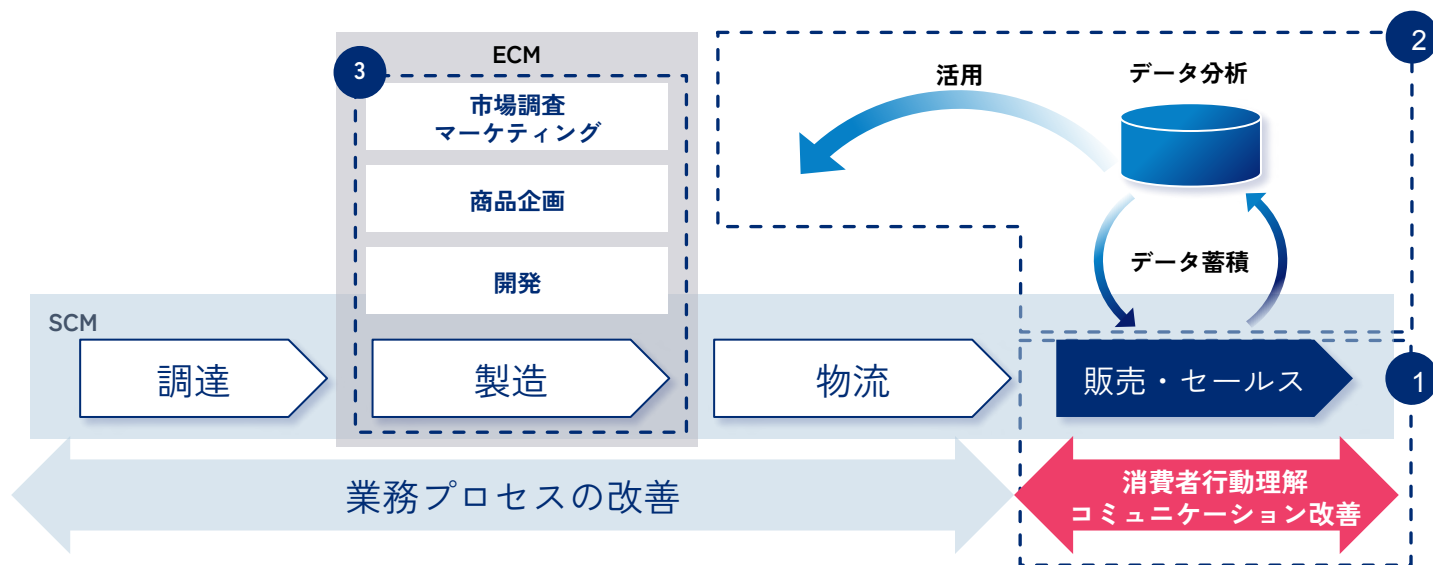 ECM
3
市場調査
マーケティング
商品企画
開発
2
活用
データ分析
データ蓄積
SCM
調達
製造
物流
販売・セールス
1
業務プロセスの改善
消費者行動理解
コミュニケーション改善